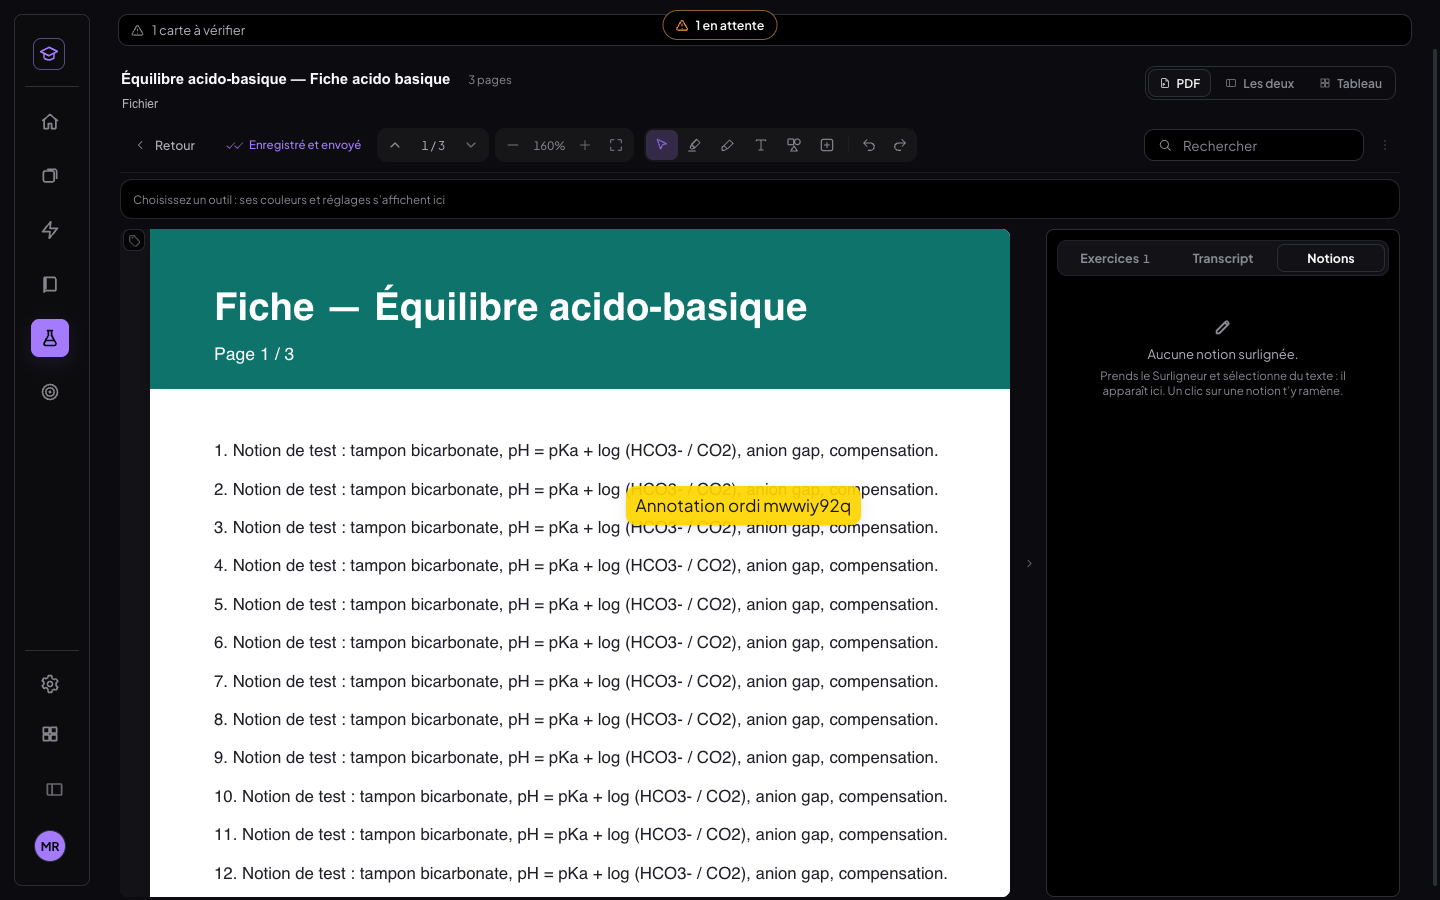 1 carte à vérifier
1 en attente
Équilibre acido-basique — Fiche acido basique
3 pages
Fichier
PDF
Les deux
Tableau
Retour
Enregistré et envoyé
1 / 3
160%
Rechercher
Choisissez un outil : ses couleurs et réglages s'affichent ici
Fiche — Équilibre acido-basique
Page 1 / 3
1. Notion de test : tampon bicarbonate, pH = pKa + log (HCO3- / CO2), anion gap, compensation.
2. Notion de test : tampon bicarbonate, pH = pKa + log (HCO3- / CO2), anion gap, compensation.
Annotation ordi mwwiy92q
3. Notion de test : tampon bicarbonate, pH = pKa + log (HCO3- / CO2), anion gap, compensation.
4. Notion de test : tampon bicarbonate, pH = pKa + log (HCO3- / CO2), anion gap, compensation.
5. Notion de test : tampon bicarbonate, pH = pKa + log (HCO3- / CO2), anion gap, compensation.
6. Notion de test : tampon bicarbonate, pH = pKa + log (HCO3- / CO2), anion gap, compensation.
7. Notion de test : tampon bicarbonate, pH = pKa + log (HCO3- / CO2), anion gap, compensation.
8. Notion de test : tampon bicarbonate, pH = pKa + log (HCO3- / CO2), anion gap, compensation.
9. Notion de test : tampon bicarbonate, pH = pKa + log (HCO3- / CO2), anion gap, compensation.
10. Notion de test : tampon bicarbonate, pH = pKa + log (HCO3- / CO2), anion gap, compensation.
11. Notion de test : tampon bicarbonate, pH = pKa + log (HCO3- / CO2), anion gap, compensation.
12. Notion de test : tampon bicarbonate, pH = pKa + log (HCO3- / CO2), anion gap, compensation.
Exercices 1
Transcript
Notions
Aucune notion surlignée.
Prends le Surligneur et sélectionne du texte : il
apparaît ici. Un clic sur une notion t'y ramène.
MR